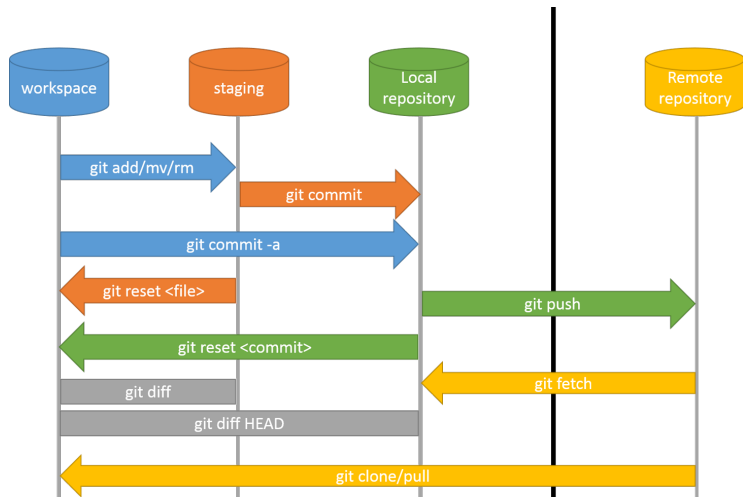 workspace
staging
Local
repository
Remote
repository
git add/mv/rm
git commit
git commit -a
git reset <file>
git push
git reset <commit>
git fetch
git diff
git diff HEAD
git clone/pull